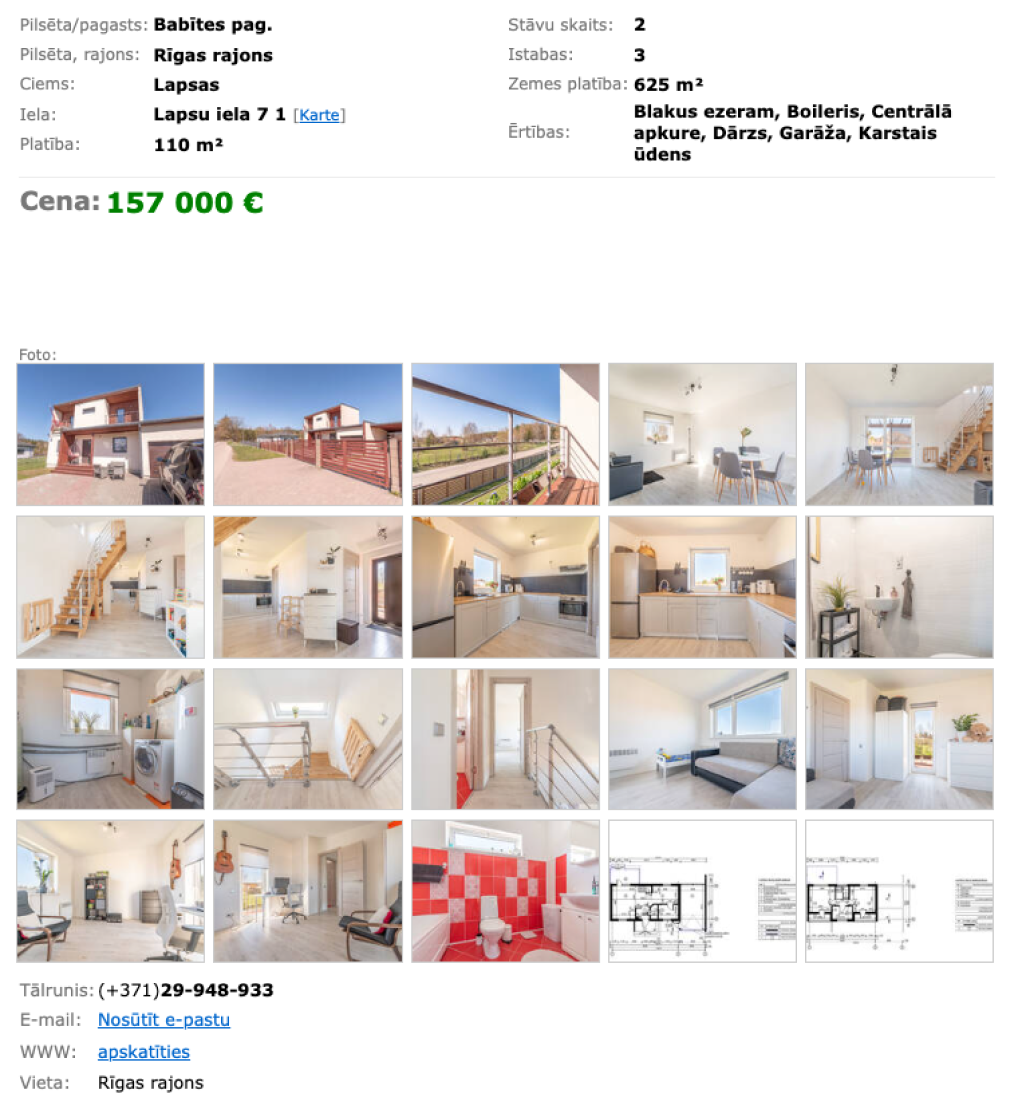 Pilsēta/pagasts: Babītes pag.
Pilsēta, rajons: Rīgas rajons
Ciems: Lapsas
Iela: Lapsu iela 7 1 [Karte]
Platība: 110 m²
Stāvu skaits: 2
Istabas: 3
Zemes platība: 625 m²
Ērtības: Blakus ezeram, Boileris, Centrālā
apkure, Dārzs, Garāža, Karstais
ūdens
Cena: 157 000 €
Foto:
Tālrunis: (+371)29-948-933
E-mail: Nosūtīt e-pastu
WWW: apskatīties
Vieta: Rīgas rajons